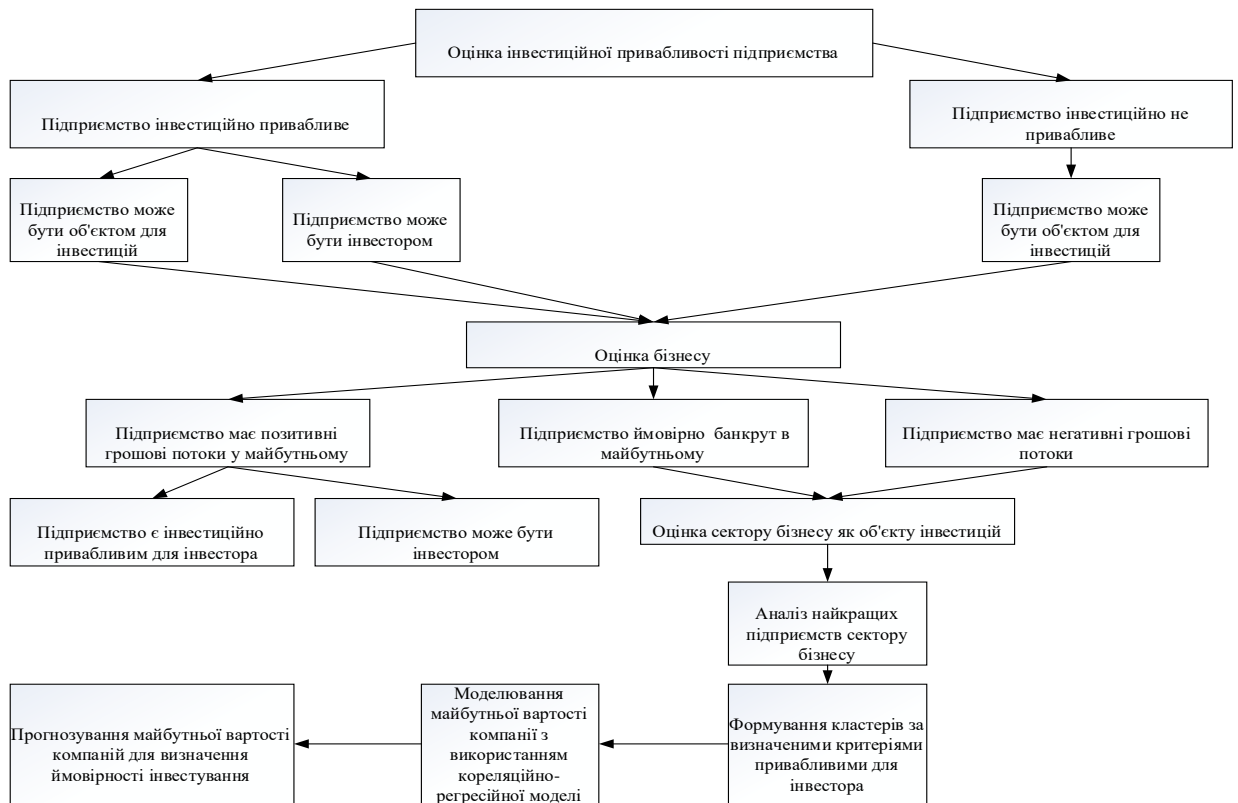 Оцінка інвестиційної привабливості підприємства
Підприємство інвестиційно привабливе
Підприємство інвестиційно не
привабливе
Підприємство може
бути об'єктом для
інвестицій
Підприємство може
бути інвестором
Підприємство може
бути об'єктом для
інвестицій
Оцінка бізнесу
Підприємство має позитивні
грошові потоки у майбутньому
Підприємство ймовірно банкрут в
майбутньому
Підприємство має негативні грошові
потоки
Підприємство є інвестиційно
привабливим для інвестора
Підприємство може бути
інвестором
Оцінка сектору бізнесу як об'єкту інвестицій
Аналіз найкращих
підприємств сектору
бізнесу
Прогнозування майбутної вартості
компаній для визначення
ймовірності інвестування
Моделювання
майбутньої вартості
компанії з
використанням
кореляційно-
регресійної моделі
Формування кластерів за
визначеними критеріями
привабливими для
інвестора